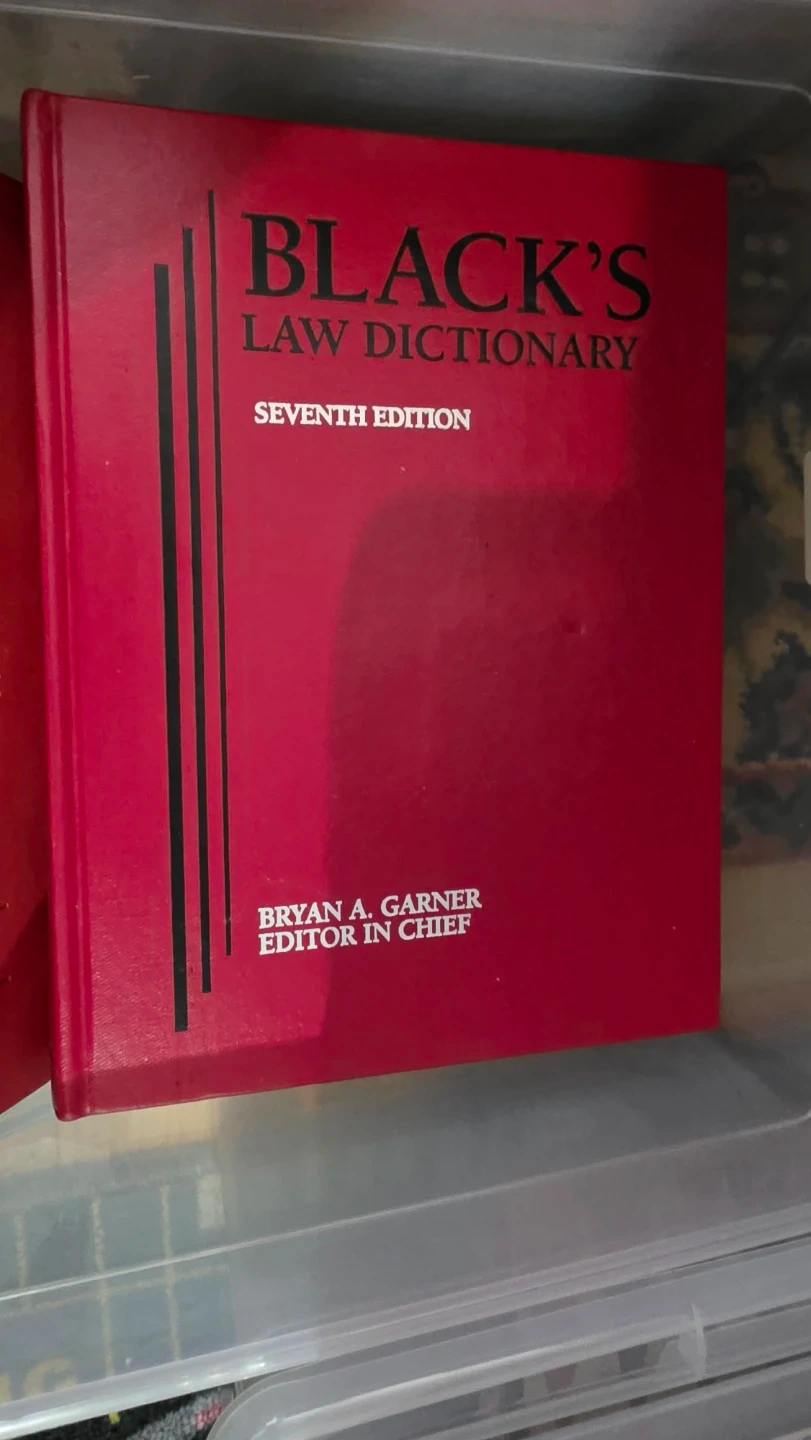 BLACK'S
LAW DICTIONARY
SEVENTH EDITION
BRYAN A. GARNER
EDITOR IN CHIEF